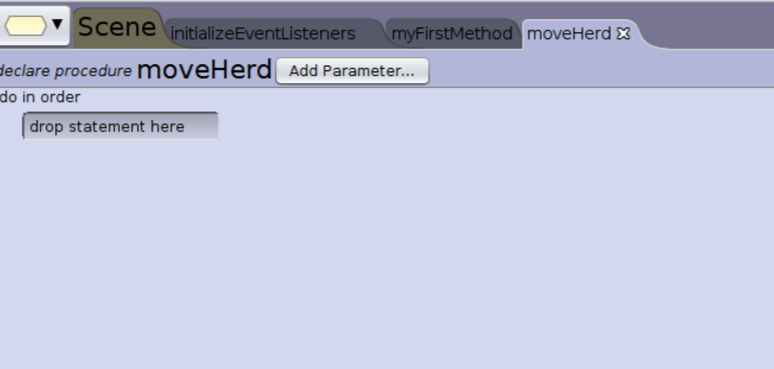 Scene initializeEventListeners myFirstMethod moveHerd
declare procedure moveHerd Add Parameter...
do in order
drop statement here